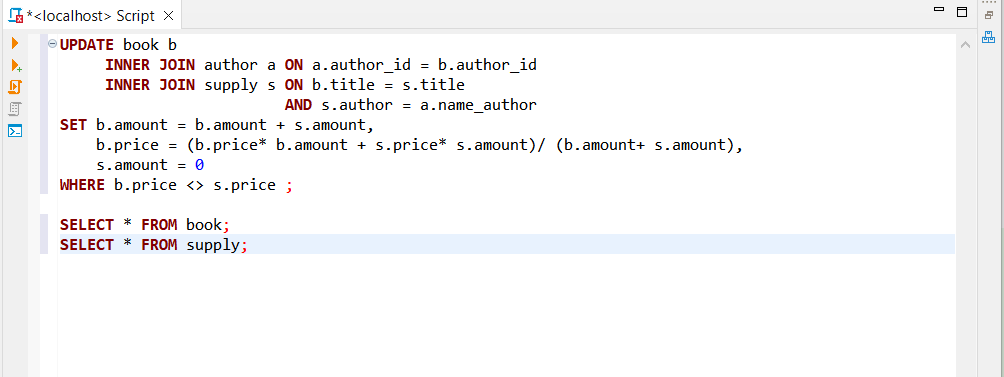 *<localhost> Script
UPDATE book b
INNER JOIN author a ON a.author_id = b.author_id
INNER JOIN supply s ON b.title = s.title
AND s.author = a.name_author
SET b.amount = b.amount + s.amount,
b.price = (b.price* b.amount + s.price* s.amount)/ (b.amount+ s.amount),
s.amount = 0
WHERE b.price <> s.price ;
SELECT * FROM book;
SELECT * FROM supply;